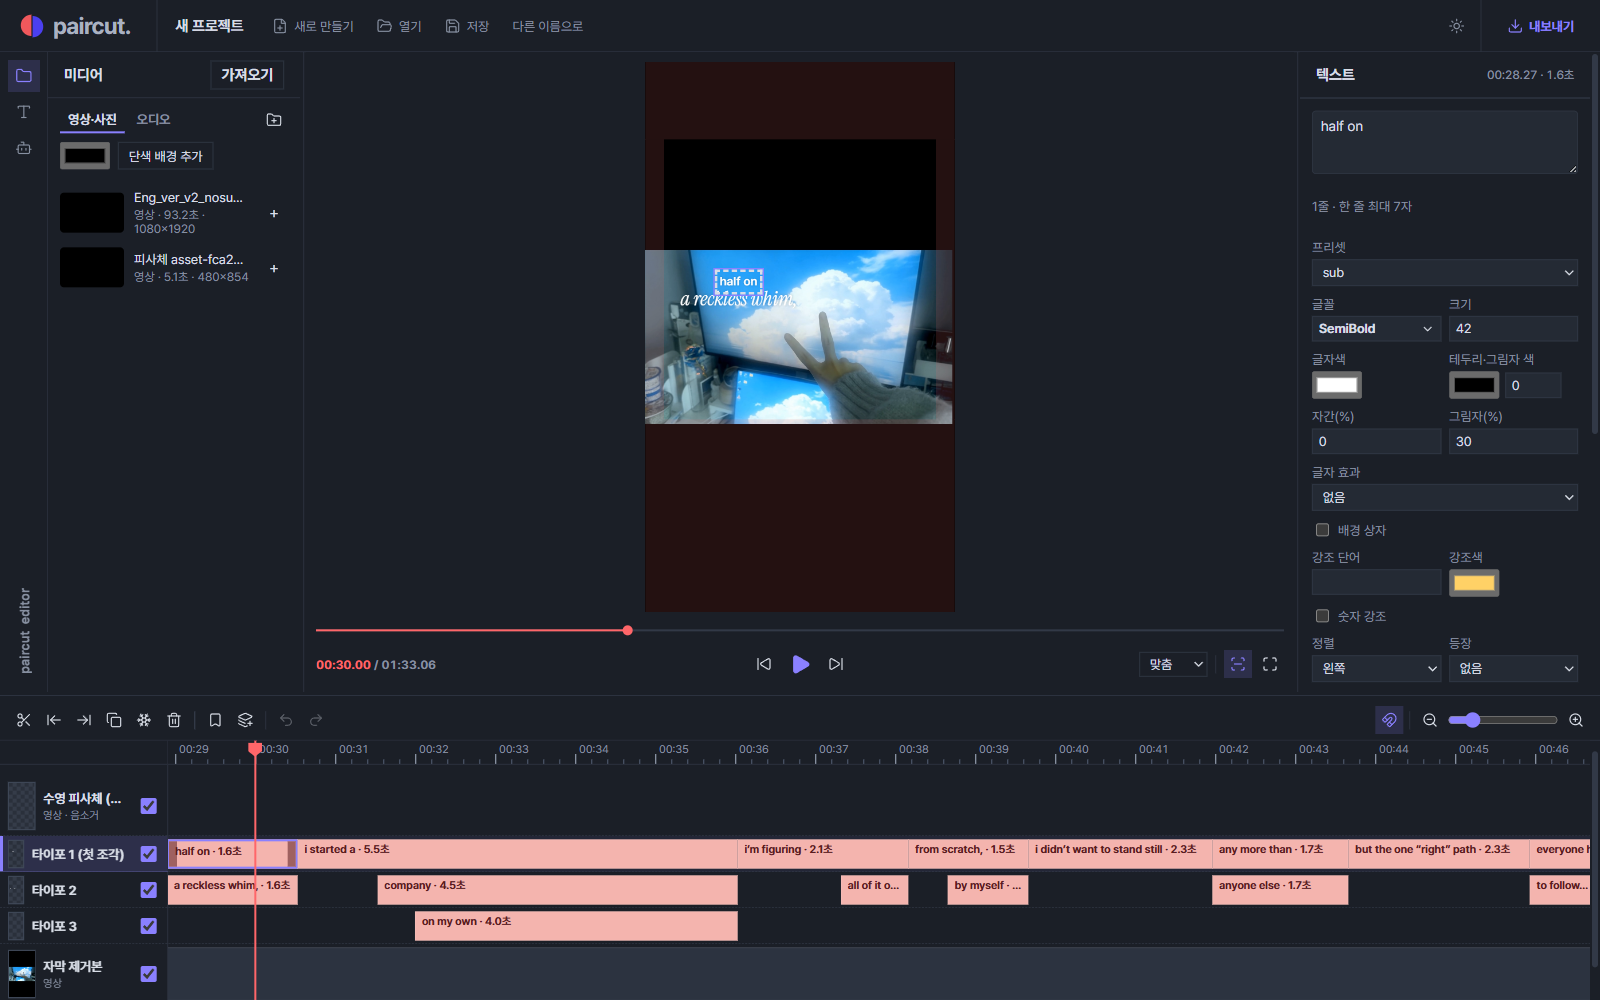 paircut.
새 프로젝트
새로 만들기
열기
저장
다른 이름으로
내보내기
미디어
가져오기
영상·사진
오디오
단색 배경 추가
Eng_ver_v2_nosu...
영상 · 93.2초 ·
1080×1920
+
피사체 asset-fca2...
영상 · 5.1초 · 480×854
+
paircut editor
half on
a reckless whim,
00:30.00 / 01:33.06
맞춤
텍스트
00:28.27 · 1.6초
half on
1줄 · 한 줄 최대 7자
프리셋
sub
글꼴
크기
SemiBold
42
글자색
테두리·그림자 색
0
자간(%)
그림자(%)
0
30
글자 효과
없음
배경 상자
강조 단어
강조색
숫자 강조
정렬
등장
왼쪽
없음
00:29
00:30
00:31
00:32
00:33
00:34
00:35
00:36
00:37
00:38
00:39
00:40
00:41
00:42
00:43
00:44
00:45
00:46
수영 피사체 (...
영상 · 음소거
타이포 1 (첫 조각)
half on · 1.6초
i started a · 5.5초
i'm figuring · 2.1초
from scratch, · 1.5초
i didn't want to stand still · 2.3초
any more than · 1.7초
but the one “right” path · 2.3초
everyone
타이포 2
a reckless whim, · 1.6초
company · 4.5초
all of it o...
by myself · ...
anyone else · 1.7초
to follow...
타이포 3
on my own · 4.0초
자막 제거본
영상